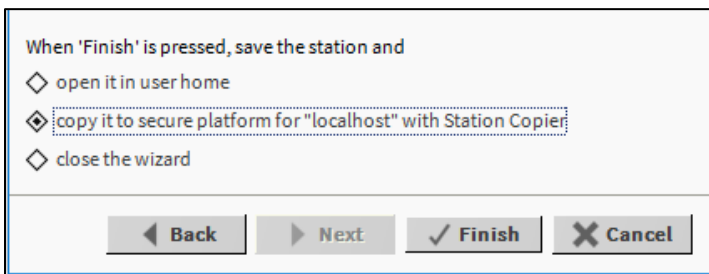 When 'Finish' is pressed, save the station and
open it in user home
copy it to secure platform for "localhost" with Station Copier
close the wizard
Back Next Finish Cancel